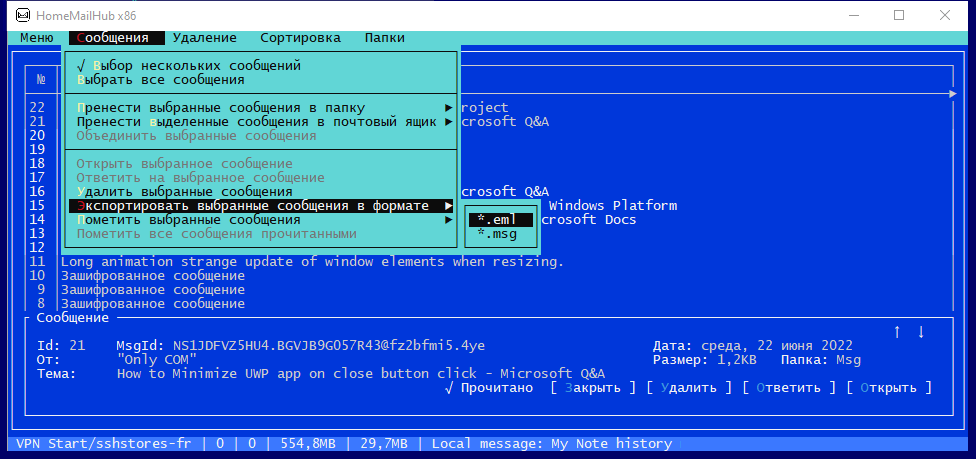 HomeMailHub x86
Меню Сообщения Удаление Сортировка Папки
√ Выбор нескольких сообщений
№ Выбрать все сообщения
22 Пренести выбранные сообщения в папку ► roject
21 Пренести выделенные сообщения в почтовый ящик ► crosoft Q&A
20 Объединить выбранные сообщения
19
18 Открыть выбранное сообщение
17 Ответить на выбранное сообщение
16 Удалить выбранные сообщения crosoft Q&A
15 Экспортировать выбранные сообщения в формате ► Windows Platform
14 Пометить выбранные сообщения ► *.eml crosoft Docs
13 Пометить все сообщения прочитанными *.msg
12
11 Long animation strange update of window elements when resizing.
10 Зашифрованное сообщение
9 Зашифрованное сообщение
8 Зашифрованное сообщение
Сообщение
↑ ↓
Id: 21 MsgId: NS1JDFVZ5HU4.BGVJB9GO57R43@fz2bfmi5.4ye Дата: среда, 22 июня 2022
От: "Only COM" Размер: 1,2KB Папка: Msg
Тема: How to Minimize UWP app on close button click - Microsoft Q&A
√ Прочитано [ Закрыть ] [ Удалить ] [ Ответить ] [ Открыть ]
VPN Start/sshstores-fr | 0 | 0 | 554,8MB | 29,7MB | Local message: My Note history